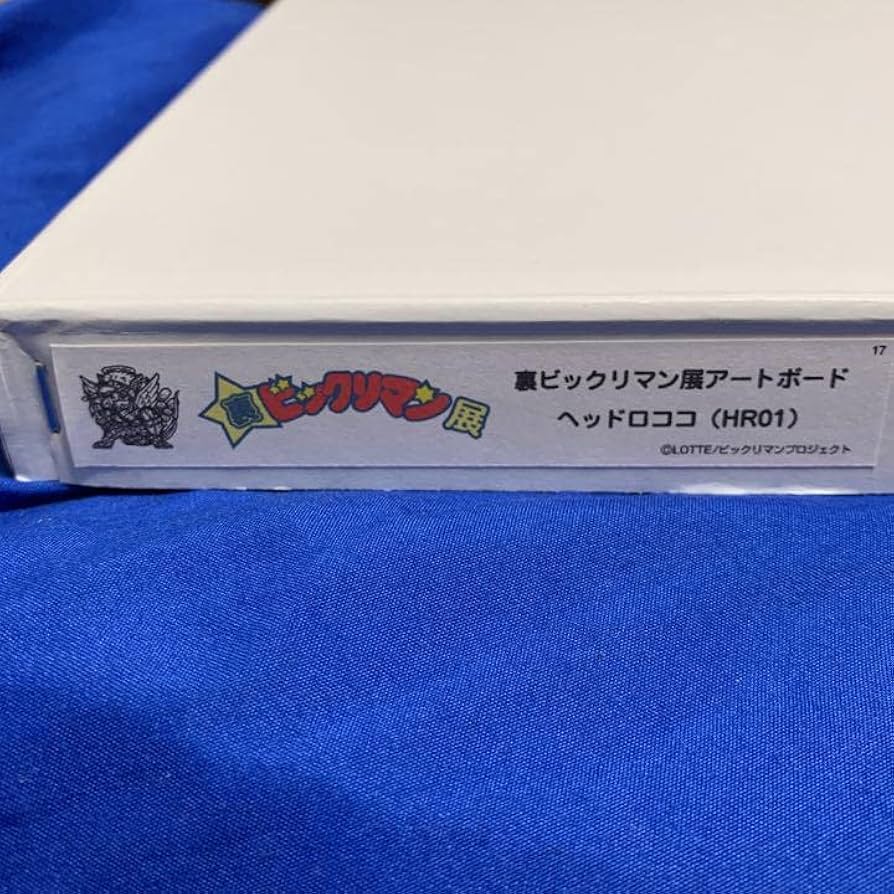 裏ビックリマン展
17
裏ビックリマン展アートボード
ヘッドロココ（HR01）
©LOTTE/ビックリマンプロジェクト